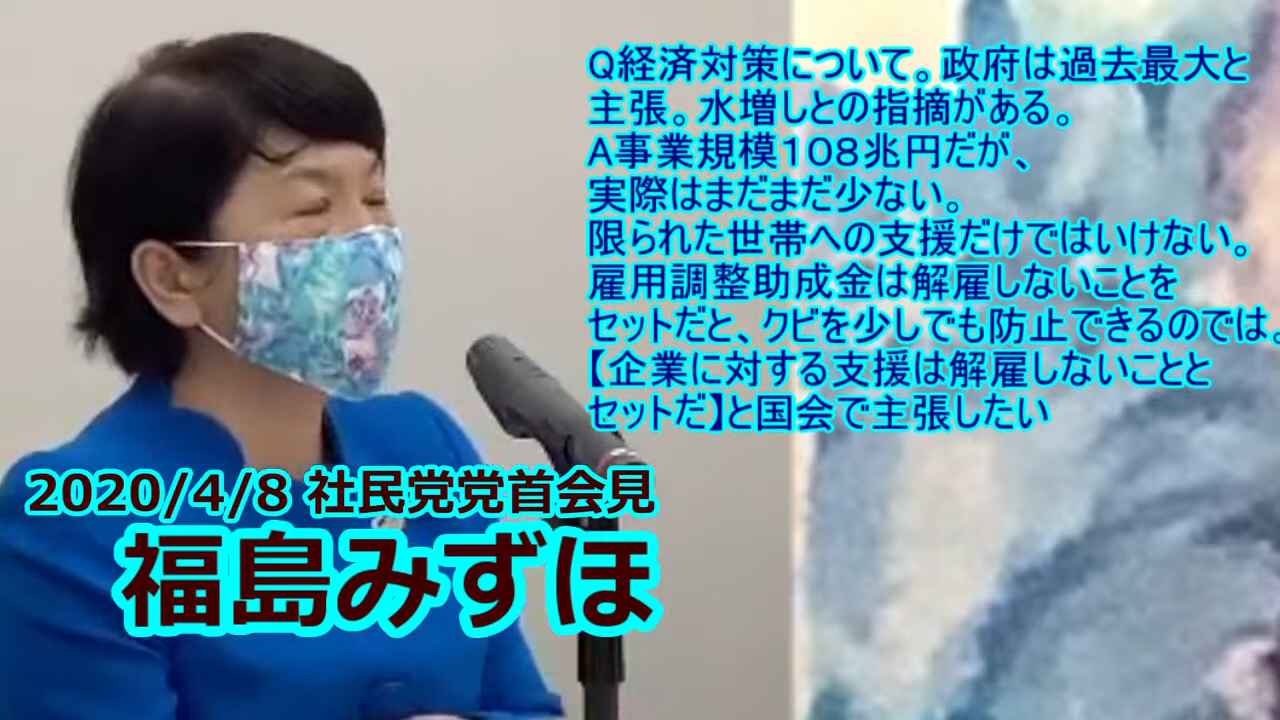 Q経済対策について。政府は過去最大と
主張。水増しとの指摘がある。
A事業規模108兆円だが、
実際はまだまだ少ない。
限られた世帯への支援だけではいけない。
雇用調整助成金は解雇しないことを
セットだと、クビを少しでも防止できるのでは。
【企業に対する支援は解雇しないことと
セットだ】と国会で主張したい
2020/4/8 社民党党首会見
福島みずほ